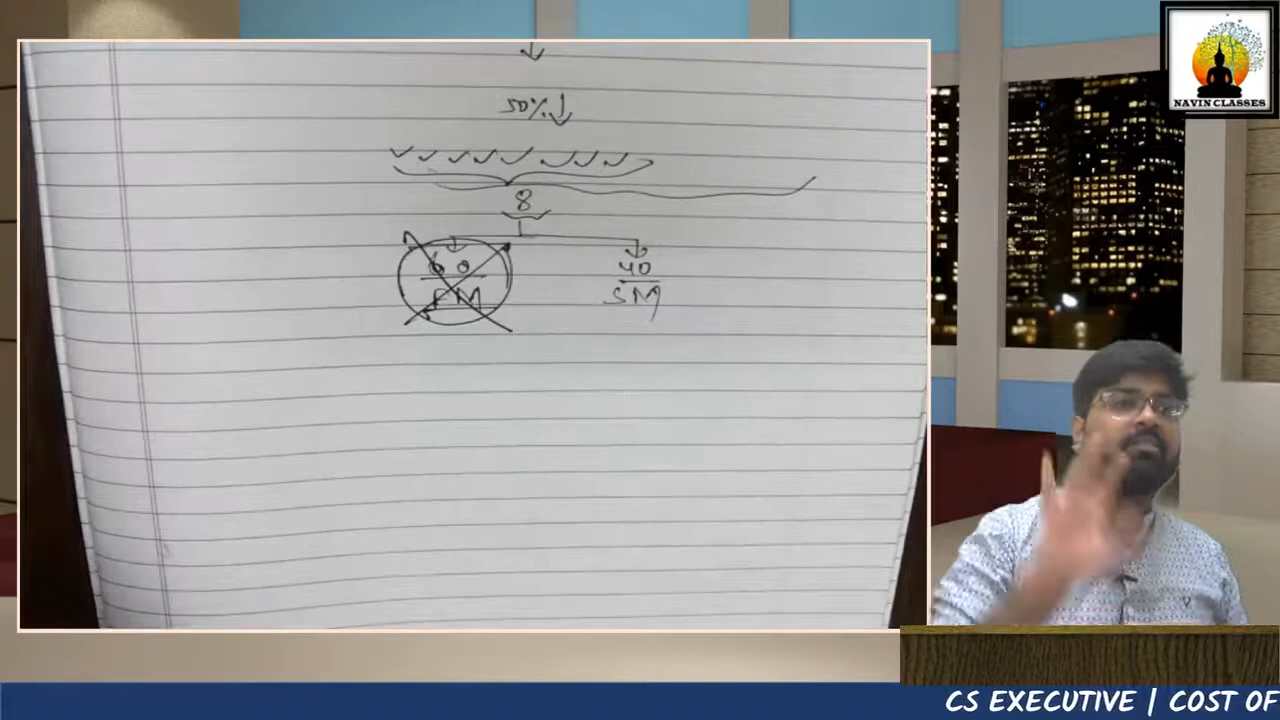 NAVIN CLASSES
50%
8
60 40
FM SM
CS EXECUTIVE | COST OF